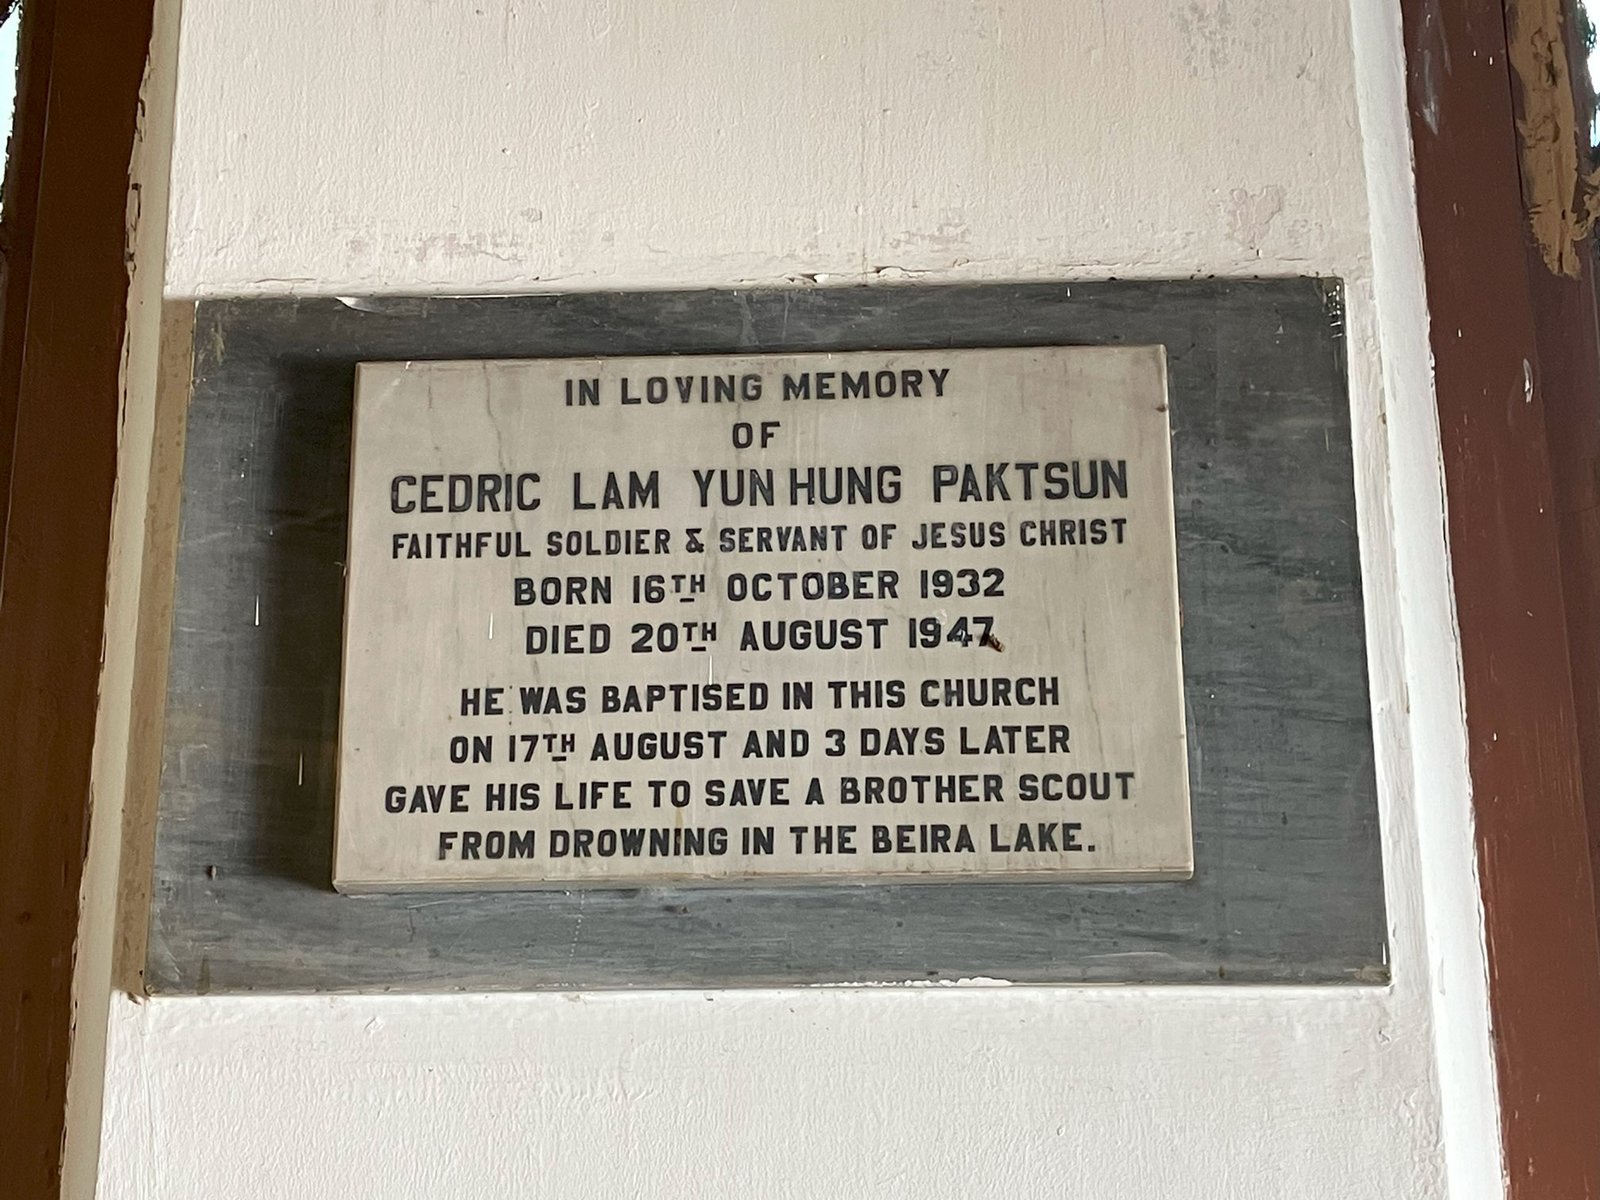 IN LOVING MEMORY
OF
CEDRIC LAM YUN HUNG PAKTSUN
FAITHFUL SOLDIER & SERVANT OF JESUS CHRIST
BORN 16TH OCTOBER 1932
DIED 20TH AUGUST 1947
HE WAS BAPTISED IN THIS CHURCH
ON 17TH AUGUST AND 3 DAYS LATER
GAVE HIS LIFE TO SAVE A BROTHER SCOUT
FROM DROWNING IN THE BEIRA LAKE.